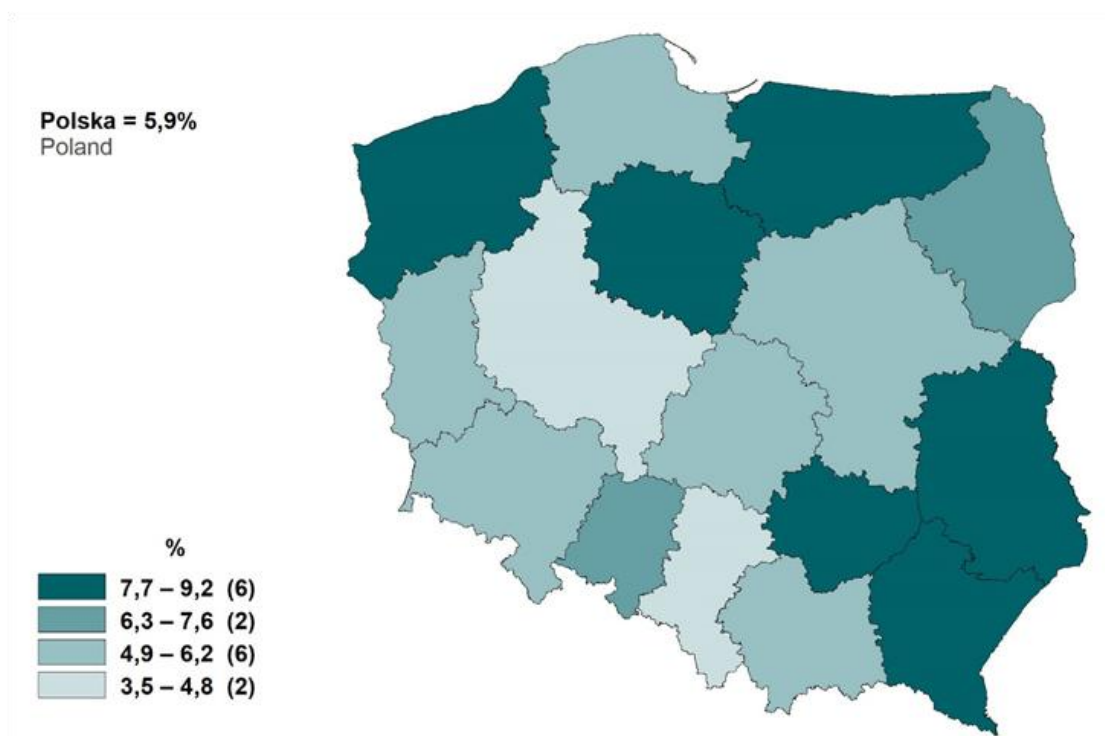 Polska = 5,9%
Poland
%
7,7 – 9,2 (6)
6,3 – 7,6 (2)
4,9 – 6,2 (6)
3,5 – 4,8 (2)